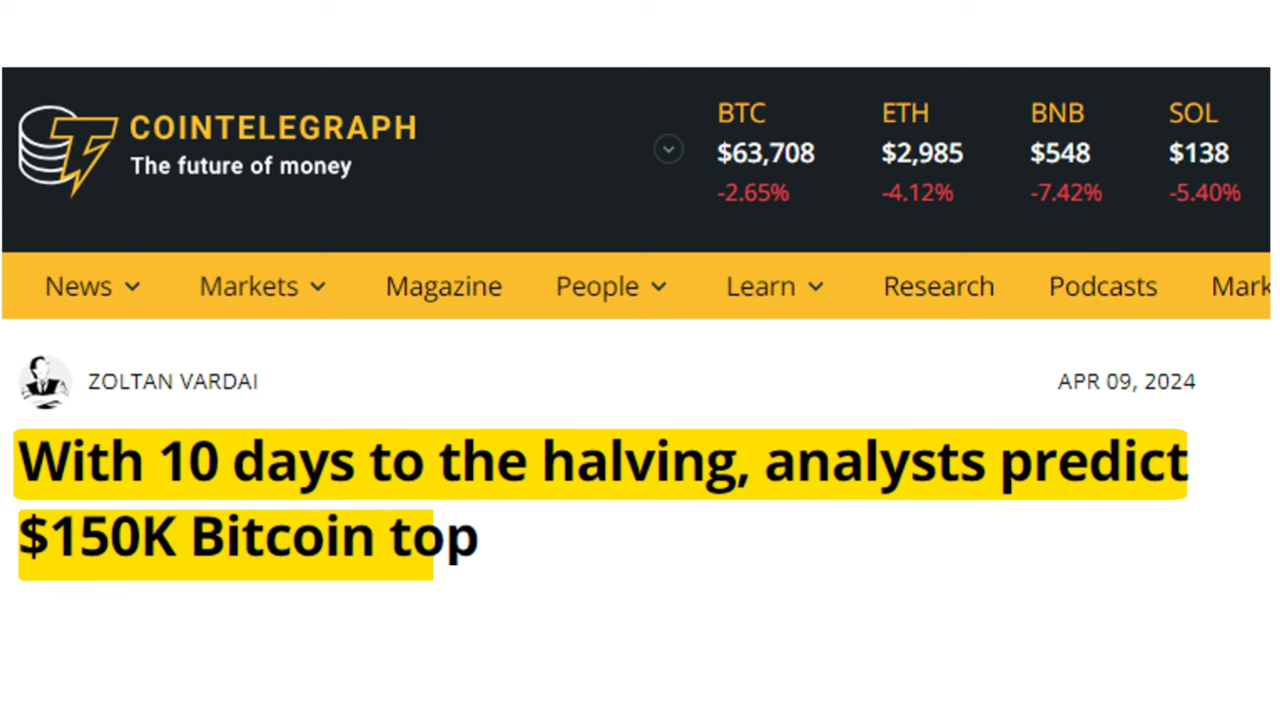 COINTELEGRAPH
The future of money
BTC ETH BNB SOL
$63,708 $2,985 $548 $138
-2.65% -4.12% -7.42% -5.40%
News Markets Magazine People Learn Research Podcasts Mark
ZOLTAN VARDAI APR 09, 2024
With 10 days to the halving, analysts predict
$150K Bitcoin top